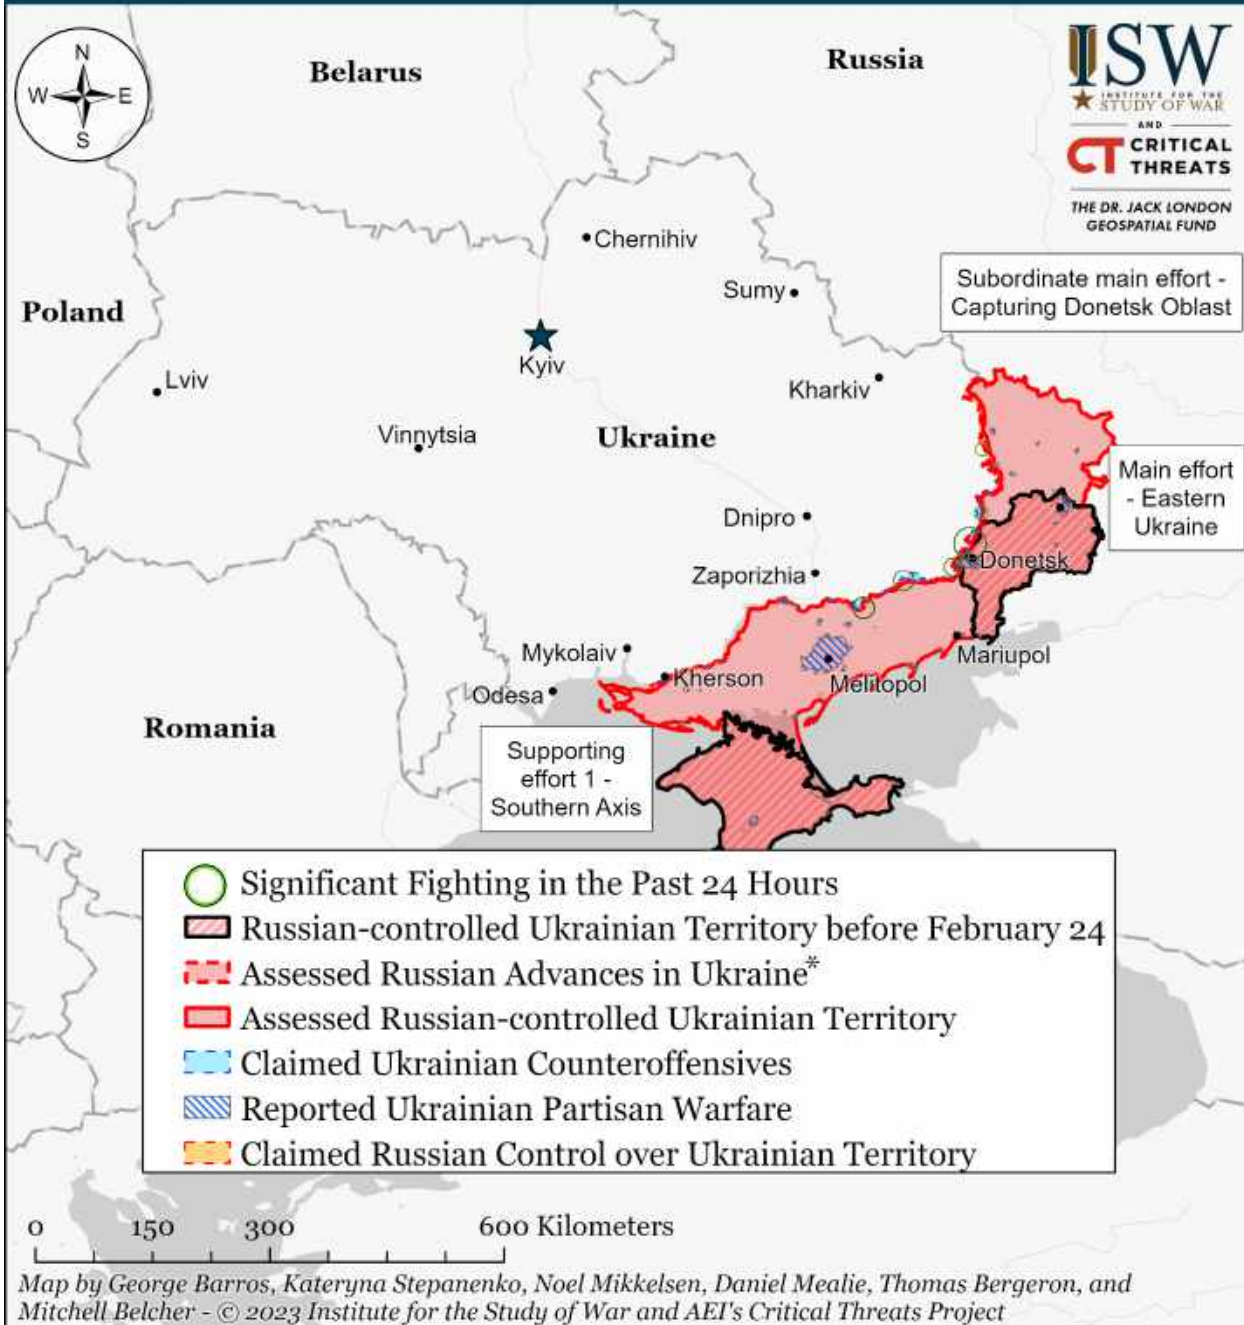 N
W
E
S
Belarus
Russia
ISW
INSTITUTE FOR THE
STUDY OF WAR
AND
CT CRITICAL
THREATS
THE DR. JACK LONDON
GEOSPATIAL FUND
Chernihiv
Sumy
Subordinate main effort -
Capturing Donetsk Oblast
Poland
Kyiv
Lviv
Kharkiv
Vinnytsia
Ukraine
Main effort
- Eastern
Ukraine
Dnipro
Donetsk
Zaporizhia
Mykolaiv
Mariupol
Kherson
Melitopol
Odesa
Romania
Supporting
effort 1 -
Southern Axis
Significant Fighting in the Past 24 Hours
Russian-controlled Ukrainian Territory before February 24
Assessed Russian Advances in Ukraine*
Assessed Russian-controlled Ukrainian Territory
Claimed Ukrainian Counteroffensives
Reported Ukrainian Partisan Warfare
Claimed Russian Control over Ukrainian Territory
0 150 300 600 Kilometers
Map by George Barros, Kateryna Stepanenko, Noel Mikkelsen, Daniel Mealie, Thomas Bergeron, and
Mitchell Belcher - © 2023 Institute for the Study of War and AEI's Critical Threats Project